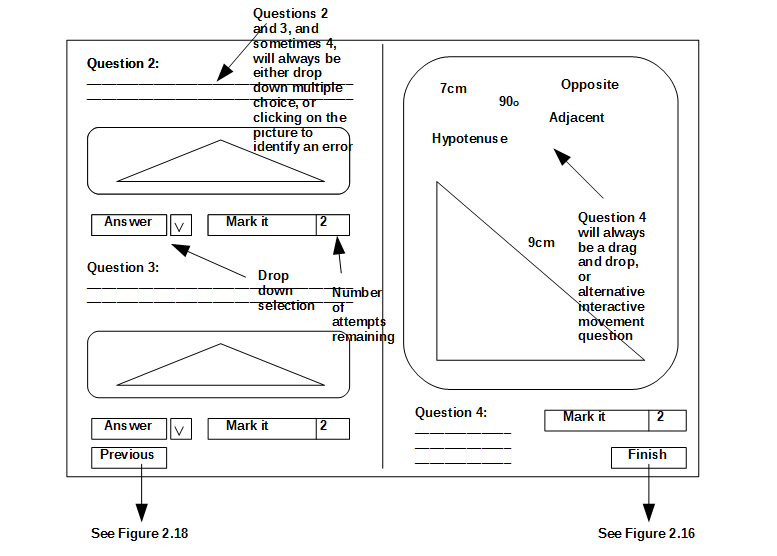 Questions 2
and 3, and
sometimes 4,
will always be
either drop
down multiple
choice, or
clicking on the
picture to
identify an error
Question 2:
Answer
V
Mark it
2
Question 3:
Drop
down
selection
Number
of
attempts
remaining
Answer
V
Mark it
2
Previous
See Figure 2.18
7cm
90o
Opposite
Adjacent
Hypotenuse
9cm
Question 4
will always
be a drag
and drop,
or
alternative
interactive
movement
question
Question 4:
Mark it
2
Finish
See Figure 2.16